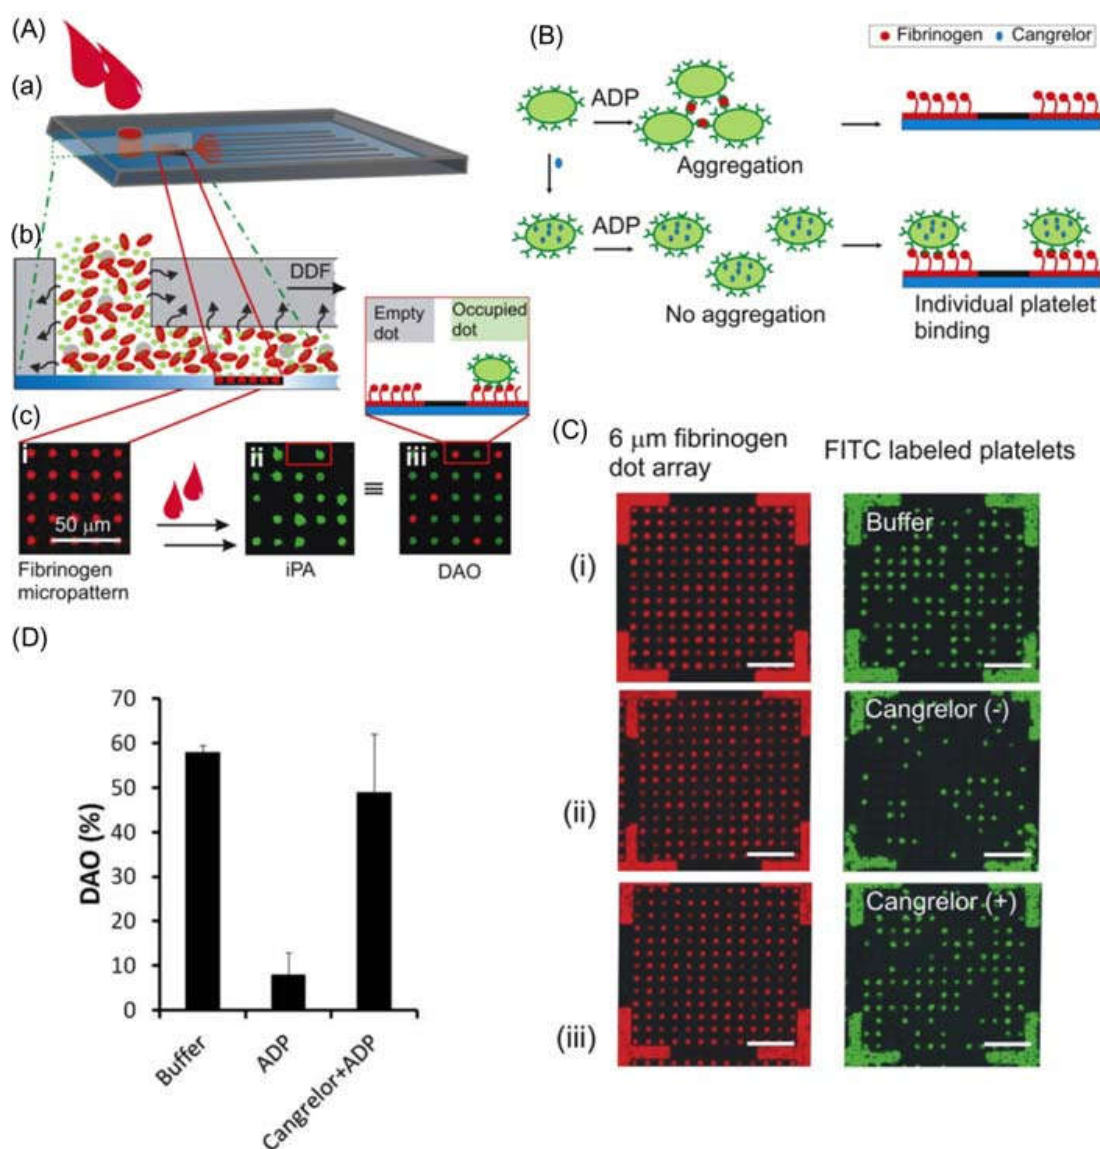 (A)
(a)
(b)
DDF
Empty
dot
Occupied
dot
(c)
i
50 µm
Fibrinogen
micropattern
ii
iPA
≡
iii
DAO
(B)
Fibrinogen
Cangrelor
ADP
Aggregation
ADP
No aggregation
Individual platelet
binding
(C)
6 µm fibrinogen
dot array
FITC labeled platelets
(i)
Buffer
(ii)
Cangrelor (-)
(iii)
Cangrelor (+)
(D)
DAO (%)
70
60
50
40
30
20
10
0
Buffer
ADP
Cangrelor+ADP